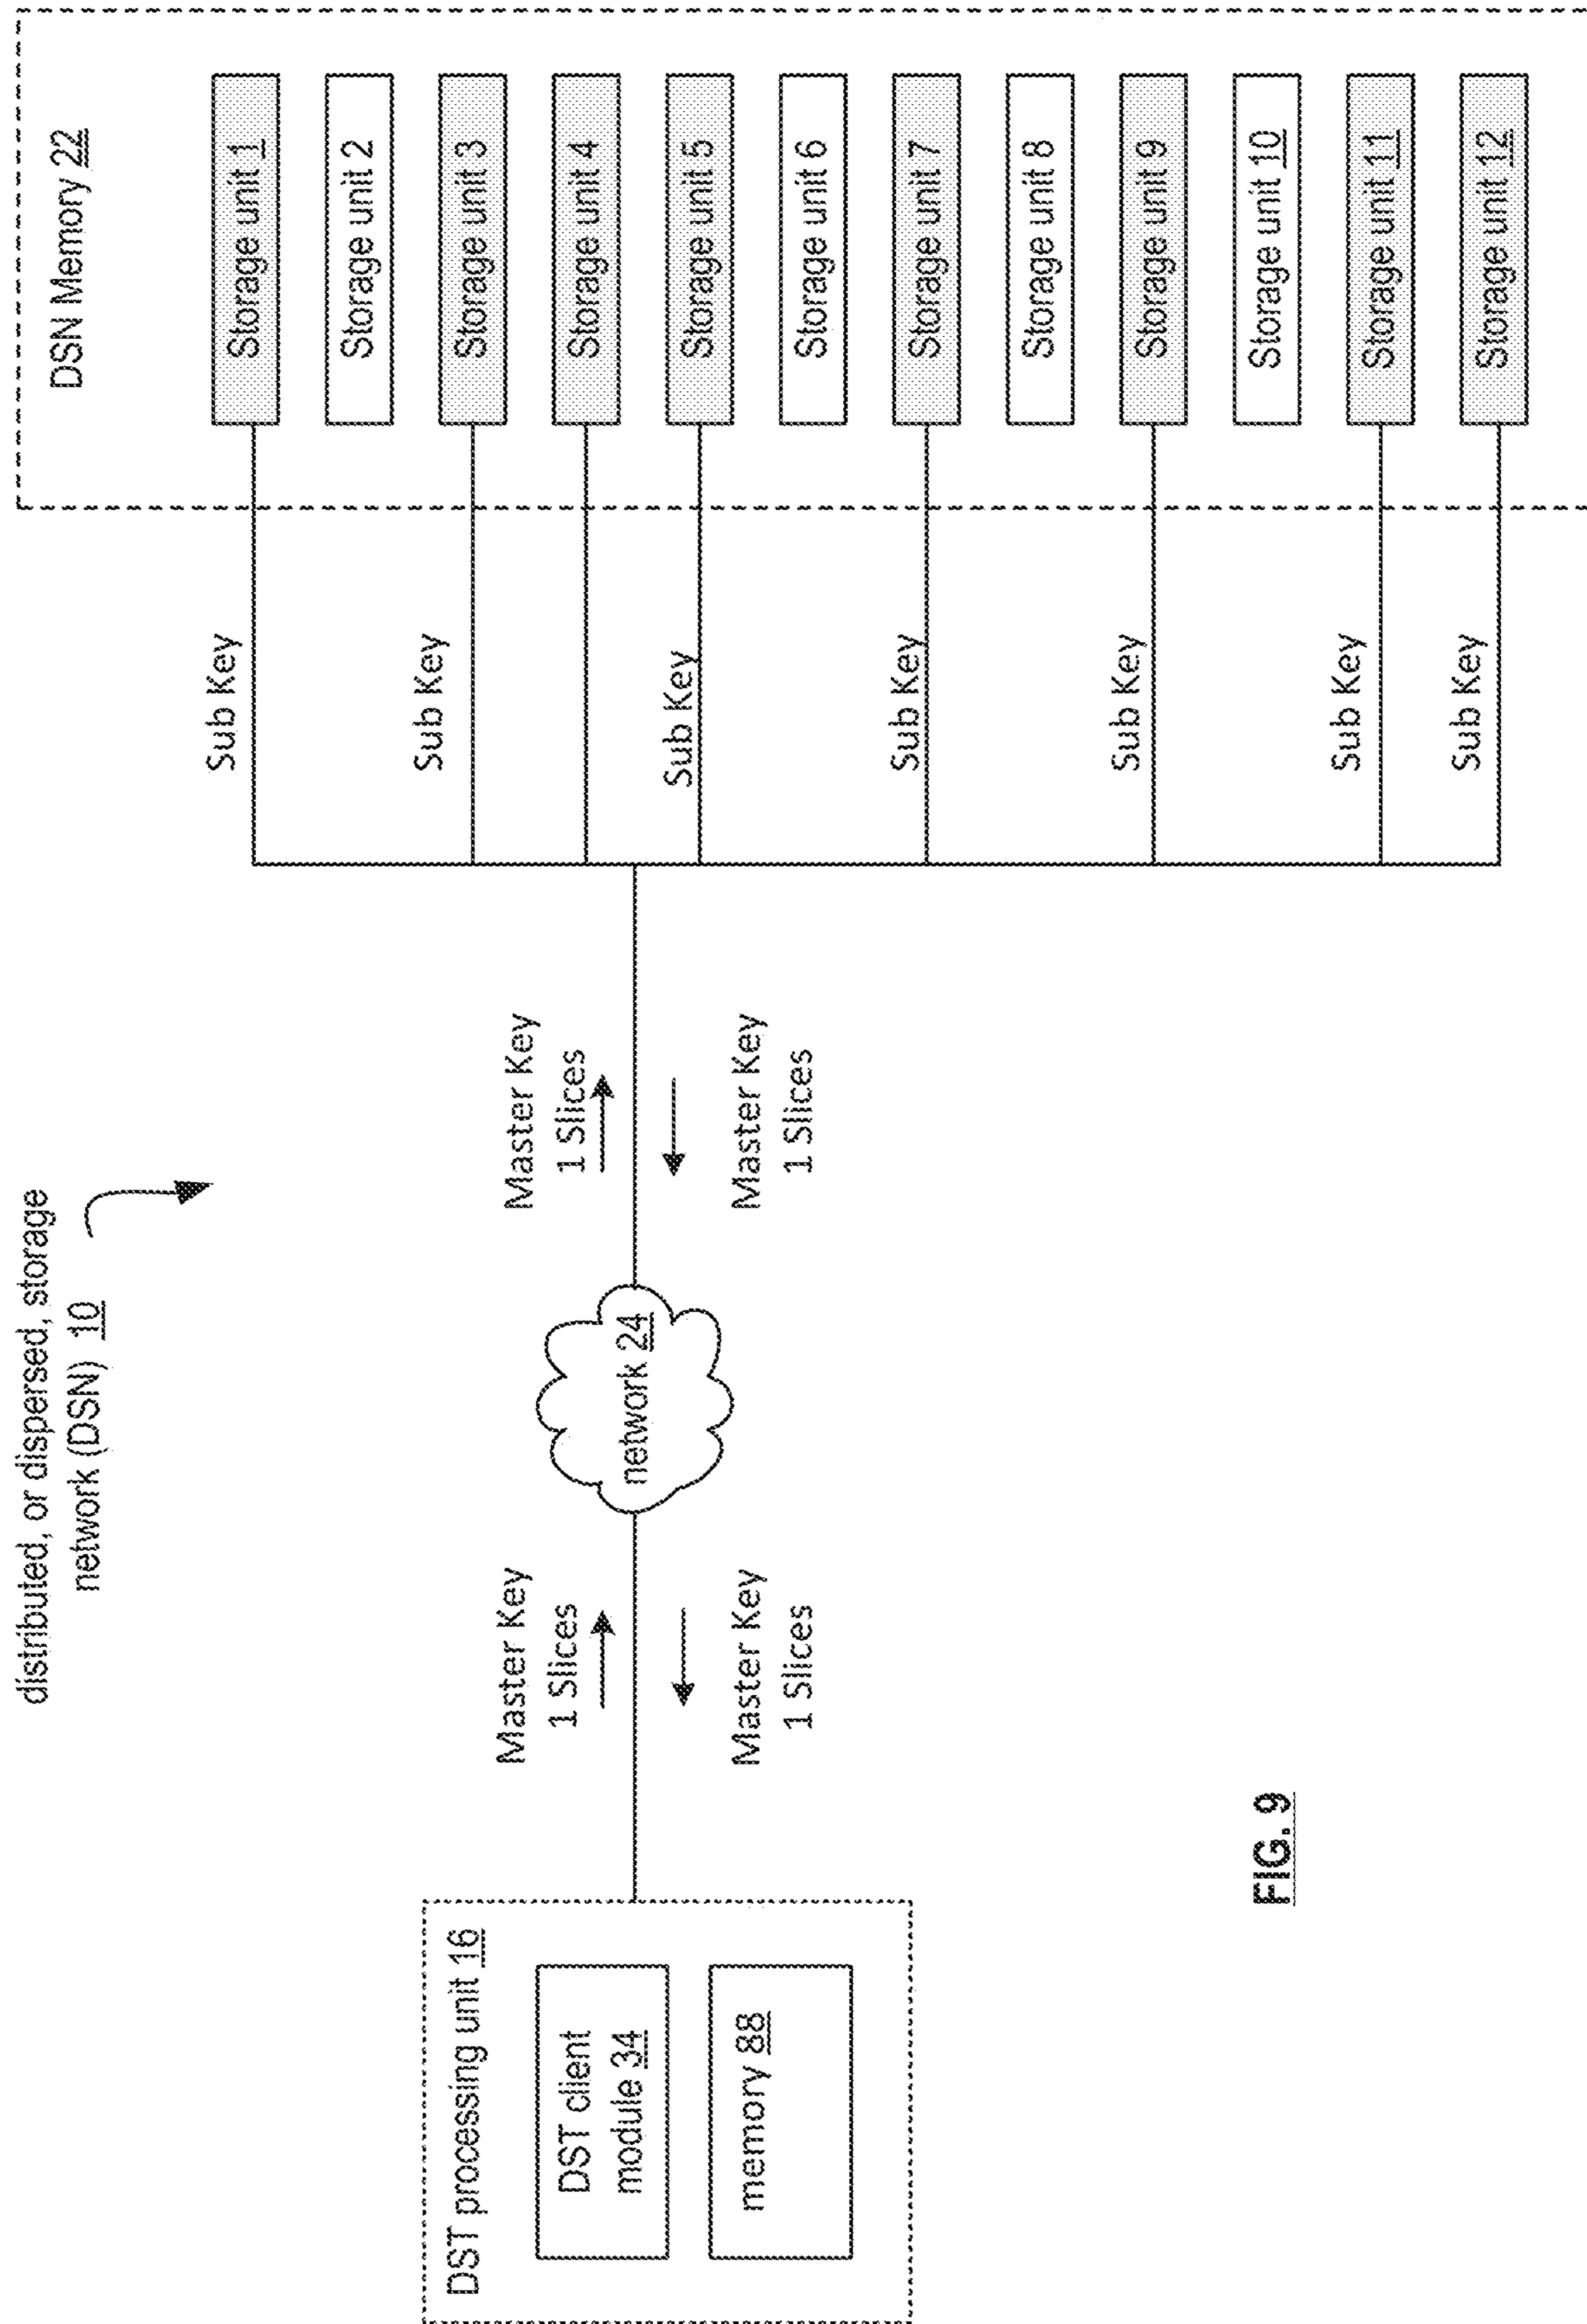 distributed, or dispersed, storage
network (DSN) 10
DST processing unit 16
DST client
module 34
memory 88
Master Key
1 Slices
Master Key
1 Slices
network 24
Master Key
1 Slices
Master Key
1 Slices
Sub Key
Sub Key
Sub Key
Sub Key
Sub Key
Sub Key
Sub Key
DSN Memory 22
Storage unit 1
Storage unit 2
Storage unit 3
Storage unit 4
Storage unit 5
Storage unit 6
Storage unit 7
Storage unit 8
Storage unit 9
Storage unit 10
Storage unit 11
Storage unit 12
FIG. 9